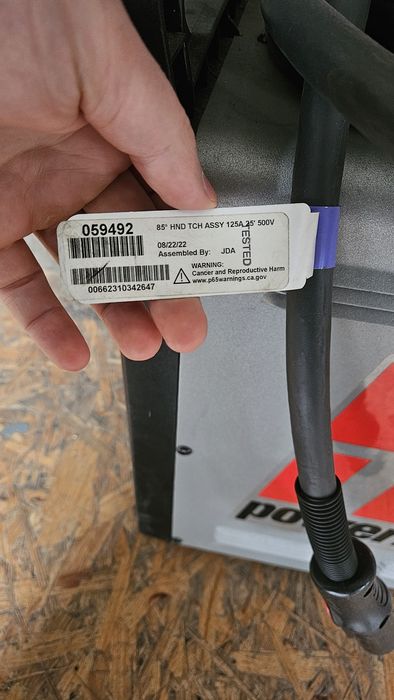 059492
85° HND TCH ASSY 125A 25' 500V
08/22/22
Assembled By: JDA
TESTED
WARNING:
Cancer and Reproductive Harm
www.p65warnings.ca.gov
00662310342647
power